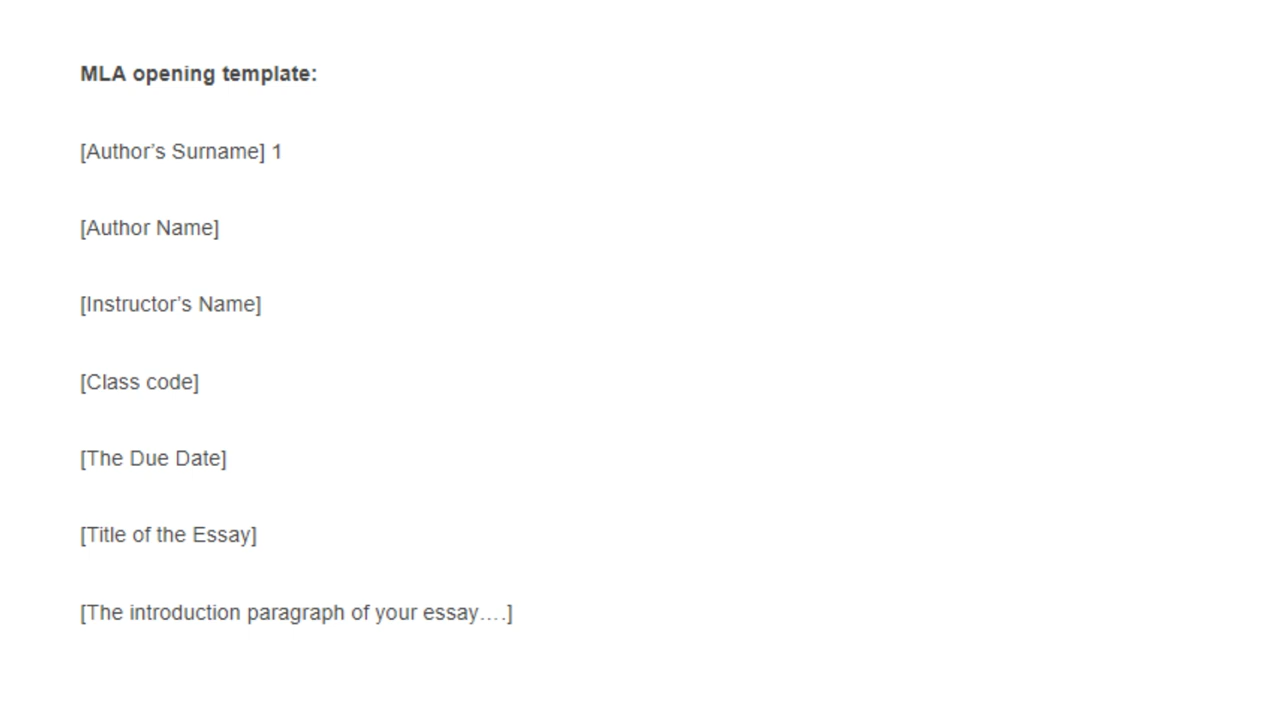 MLA opening template:
[Author’s Surname] 1
[Author Name]
[Instructor’s Name]
[Class code]
[The Due Date]
[Title of the Essay]
[The introduction paragraph of your essay….]